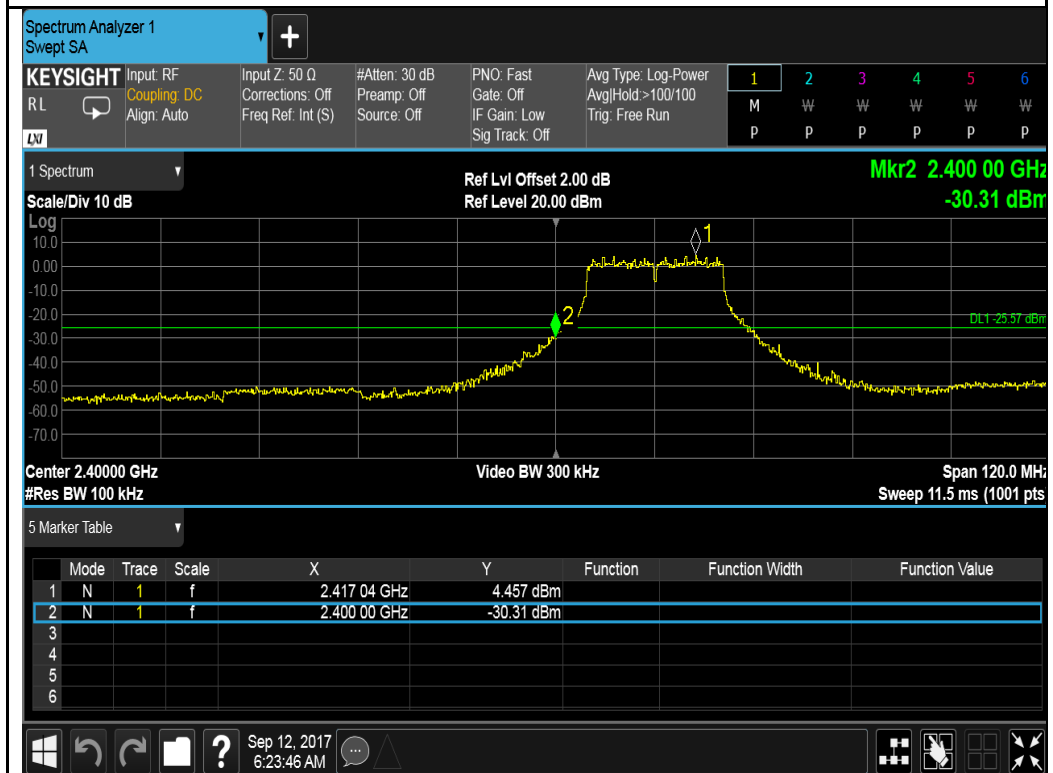 Spectrum Analyzer 1
Swept SA
+
KEYSIGHT
RL
LXI
Input: RF
Coupling: DC
Align: Auto
Input Z: 50 Ω
Corrections: Off
Freq Ref: Int (S)
#Atten: 30 dB
Preamp: Off
Source: Off
PNO: Fast
Gate: Off
IF Gain: Low
Sig Track: Off
Avg Type: Log-Power
Avg|Hold:>100/100
Trig: Free Run
1 2 3 4 5 6
M W W W W W
P P P P P P
1 Spectrum
Scale/Div 10 dB
Ref Lvl Offset 2.00 dB
Ref Level 20.00 dBm
Mkr2 2.400 00 GHz
-30.31 dBm
Log
10.0
0.00
-10.0
-20.0
-30.0
-40.0
-50.0
-60.0
-70.0
1
2
DL1 -25.57 dBm
Center 2.40000 GHz
#Res BW 100 kHz
Video BW 300 kHz
Span 120.0 MHz
Sweep 11.5 ms (1001 pts
5 Marker Table
Mode Trace Scale X Y Function Function Width Function Value
1 N 1 f 2.417 04 GHz 4.457 dBm
2 N 1 f 2.400 00 GHz -30.31 dBm
3
4
5
6
?
Sep 12, 2017
6:23:46 AM